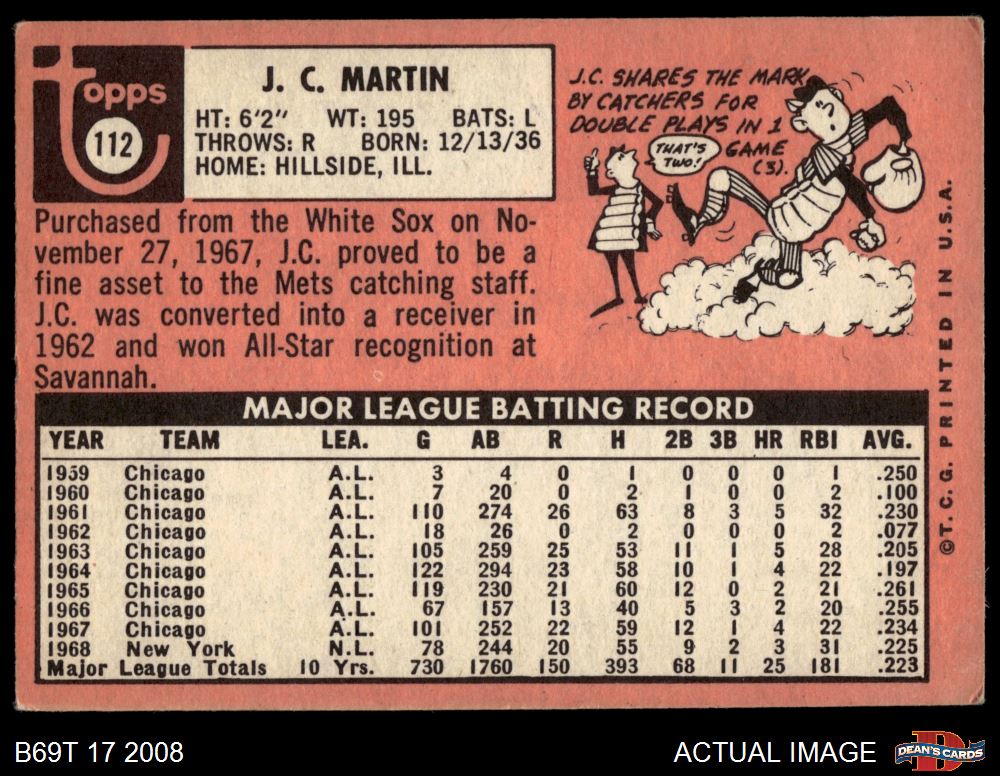 Topps
112
J. C. MARTIN
HT: 6'2" WT: 195 BATS: L
THROWS: R BORN: 12/13/36
HOME: HILLSIDE, ILL.
Purchased from the White Sox on No-
vember 27, 1967, J.C. proved to be a
fine asset to the Mets catching staff.
J.C. was converted into a receiver in
1962 and won All-Star recognition at
Savannah.
J.C. SHARES THE MARK
BY CATCHERS FOR
DOUBLE PLAYS IN 1
GAME
(3).
THAT'S
TWO!
MAJOR LEAGUE BATTING RECORD
YEAR TEAM LEA. G AB R H 2B 3B HR RBI AVG.
1959 Chicago A.L. 3 4 0 1 0 0 0 1 .250
1960 Chicago A.L. 7 20 0 2 1 0 0 2 .100
1961 Chicago A.L. 110 274 26 63 8 3 5 32 .230
1962 Chicago A.L. 18 26 0 2 0 0 0 2 .077
1963 Chicago A.L. 105 259 25 53 11 1 5 28 .205
1964 Chicago A.L. 122 294 23 58 10 1 4 22 .197
1965 Chicago A.L. 119 230 21 60 12 0 2 21 .261
1966 Chicago A.L. 67 157 13 40 5 3 2 20 .255
1967 Chicago A.L. 101 252 22 59 12 1 4 22 .234
1968 New York N.L. 78 244 20 55 9 2 3 31 .225
Major League Totals 10 Yrs. 730 1760 150 393 68 11 25 181 .223
©T. C. G. PRINTED IN U.S.A.
B69T 17 2008
ACTUAL IMAGE
DEAN'S CARDS